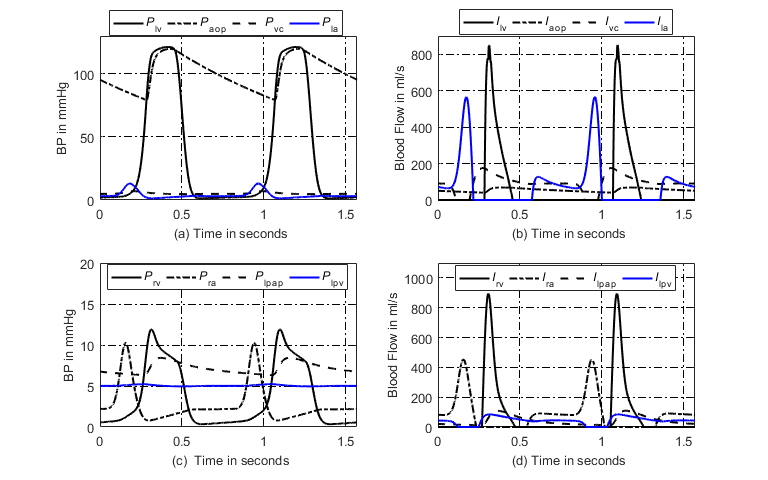 P_lv P_aop P_vc P_la
BP in mmHg
100
50
0
0 0.5 1 1.5
(a) Time in seconds
I_lv I_aop I_vc I_la
Blood Flow in ml/s
800
600
400
200
0
0 0.5 1 1.5
(b) Time in seconds
P_rv P_ra P_lpap P_lpv
BP in mmHg
20
15
10
5
0
0 0.5 1 1.5
(c) Time in seconds
I_rv I_ra I_lpap I_lpv
Blood Flow in ml/s
1000
800
600
400
200
0
0 0.5 1 1.5
(d) Time in seconds